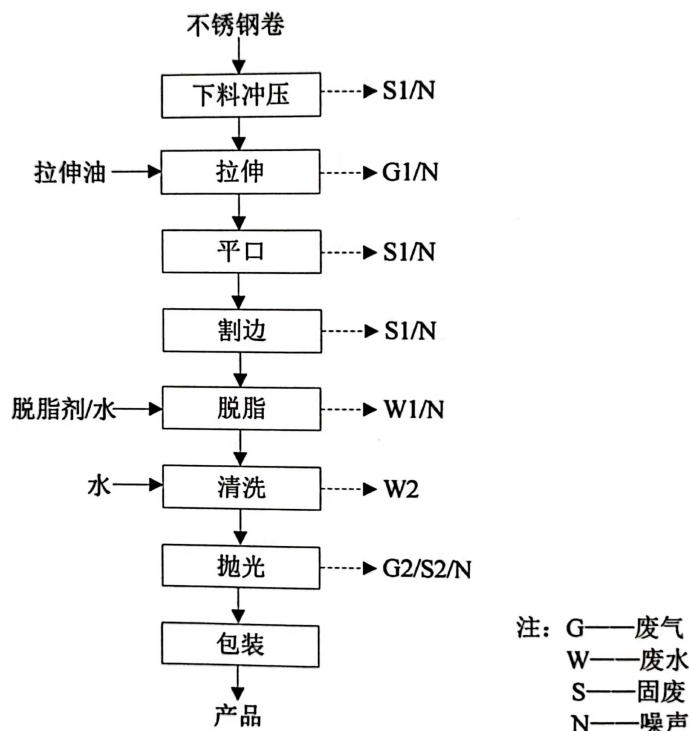 不锈钢卷
下料冲压 S1/N
拉伸油 拉伸 G1/N
平口 S1/N
割边 S1/N
脱脂剂/水 脱脂 W1/N
水 清洗 W2
抛光 G2/S2/N
包装
产品
注：G——废气
W——废水
S——固废
N——噪声